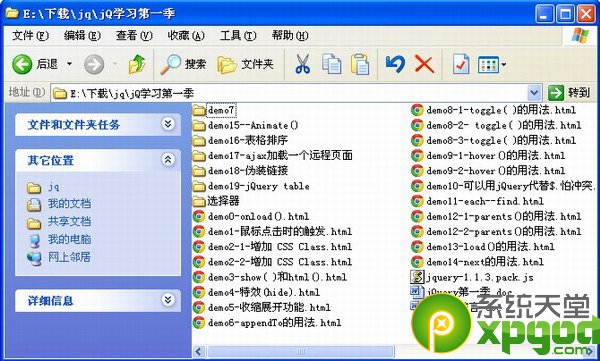 E:\下载\jq\jQ学习第一季
文件(F) 编辑(E) 查看(V) 收藏(A) 工具(T) 帮助(H)
后退 搜索 文件夹
地址(D) E:\下载\jq\jQ学习第一季 转到
文件和文件夹任务
其它位置
jq
我的文档
共享文档
我的电脑
网上邻居
详细信息
demo7
demo15--Animate()
demo16-表格排序
demo17-ajax加载一个远程页面
demo18-伪装链接
demo19-jQuery table
选择器
demo0-onload().html
demo1-鼠标点击时的触发.html
demo2-1-增加 CSS Class.html
demo2-2-增加 CSS Class.html
demo3-show( )和html().html
demo4-特效(hide).html
demo5-收缩展开功能.html
demo6-appendTo的用法.html
demo8-1-toggle( )的用法.html
demo8-2- toggle( )的用法.html
demo8-3-toggle( )的用法.html
demo9-1-hover()的用法.html
demo9-2-hover()的用法.html
demo10-可以用jQuery代替$.怕冲突.
demo11-each-find.html
demo12-1-parents()的用法.html
demo12-2-parents()的用法.html
demo13-load()的用法.html
demo14-next的用法.html
jquery-1.1.3.pack.js
jQuery第一季.doc
系统天堂
xpgod